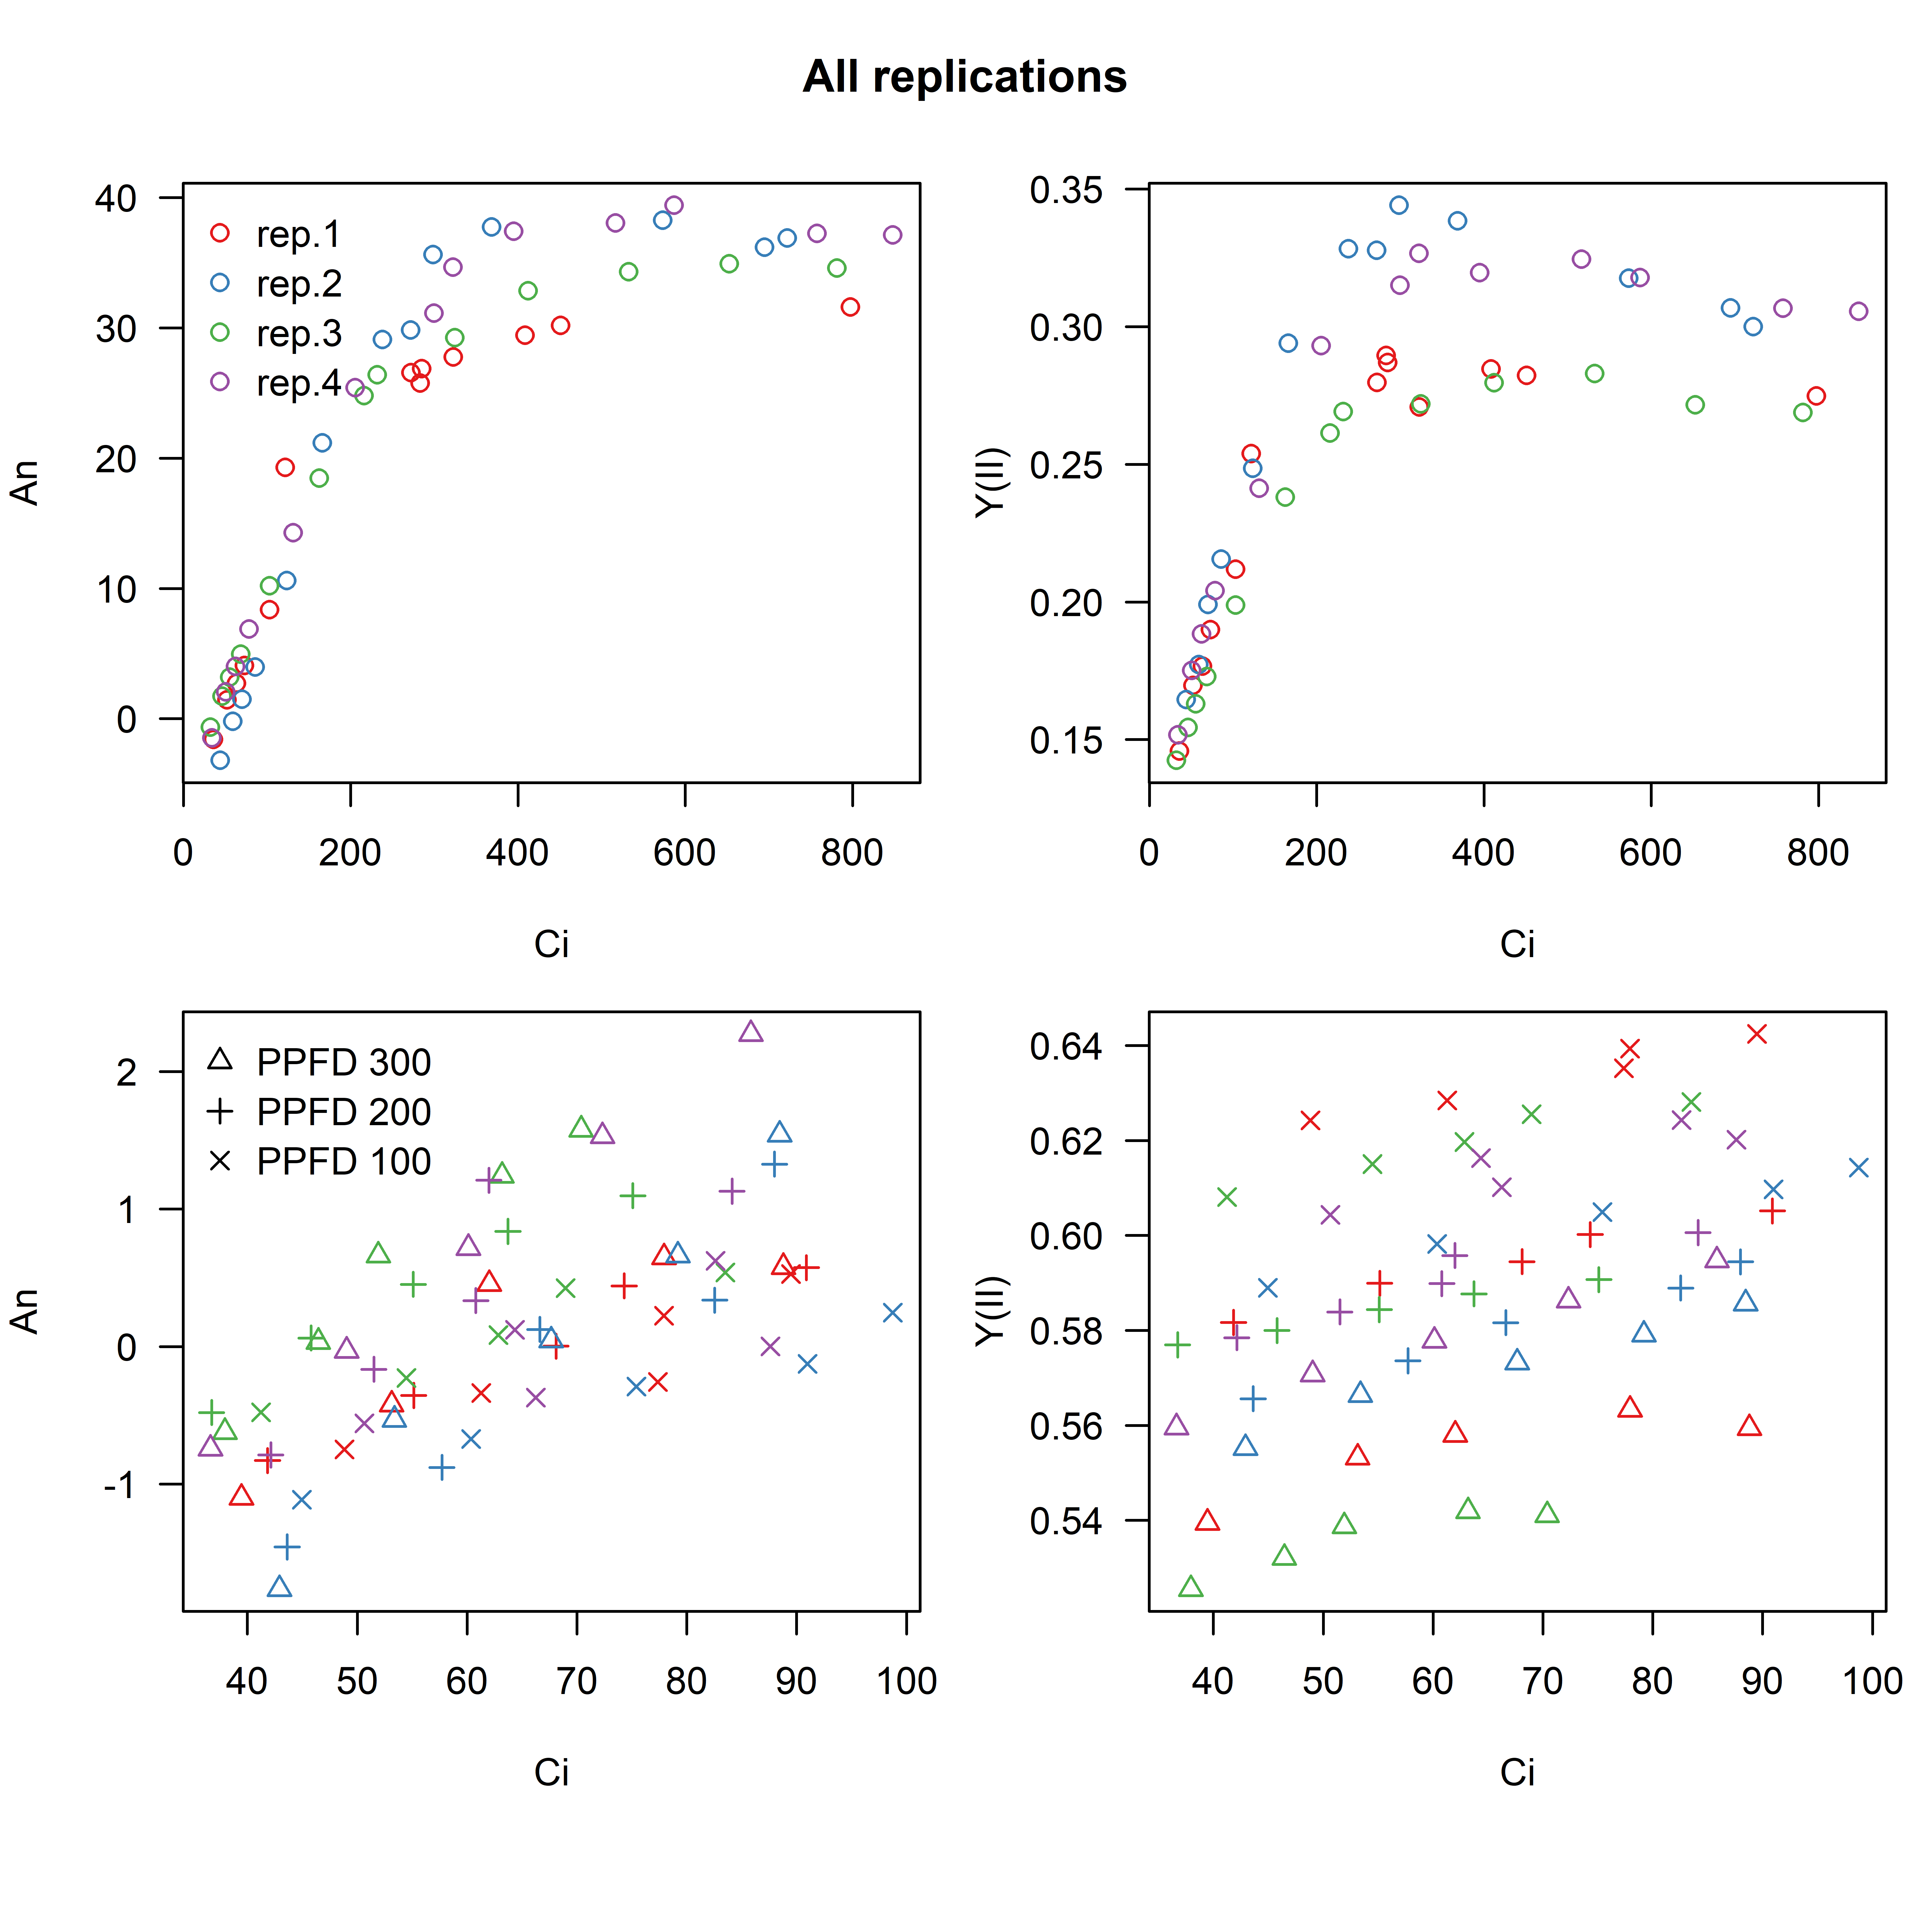 All replications
40
30
20
10
0
An
rep.1
rep.2
rep.3
rep.4
0 200 400 600 800
Ci
0.35
0.30
0.25
0.20
0.15
Y(II)
0 200 400 600 800
Ci
2
1
0
-1
An
PPFD 300
PPFD 200
PPFD 100
40 50 60 70 80 90 100
Ci
0.64
0.62
0.60
0.58
0.56
0.54
Y(II)
40 50 60 70 80 90 100
Ci